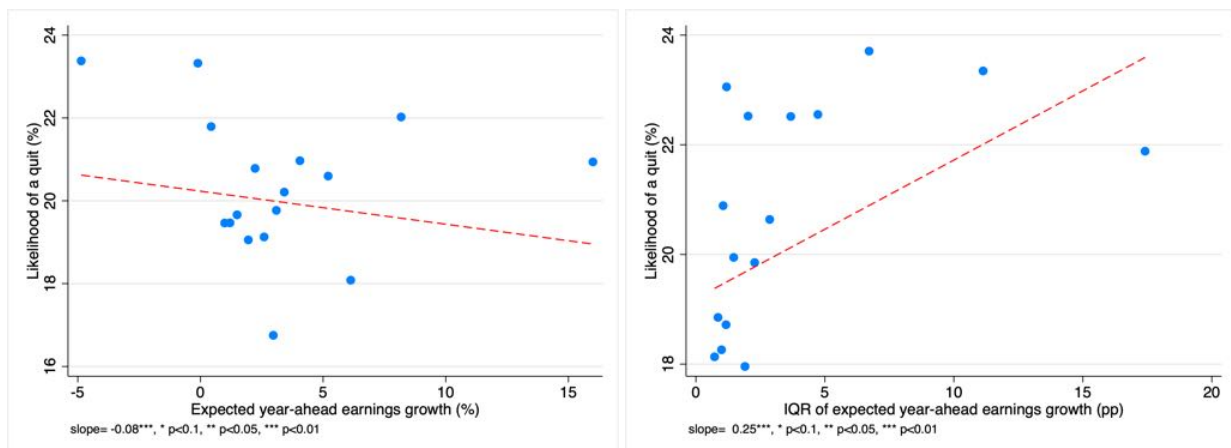 24
22
20
18
16
Likelihood of a quit (%)
-5 0 5 10 15
Expected year-ahead earnings growth (%)
slope= -0.08***, * p<0.1, ** p<0.05, *** p<0.01
24
22
20
18
Likelihood of a quit (%)
0 5 10 15 20
IQR of expected year-ahead earnings growth (pp)
slope= 0.25***, * p<0.1, ** p<0.05, *** p<0.01